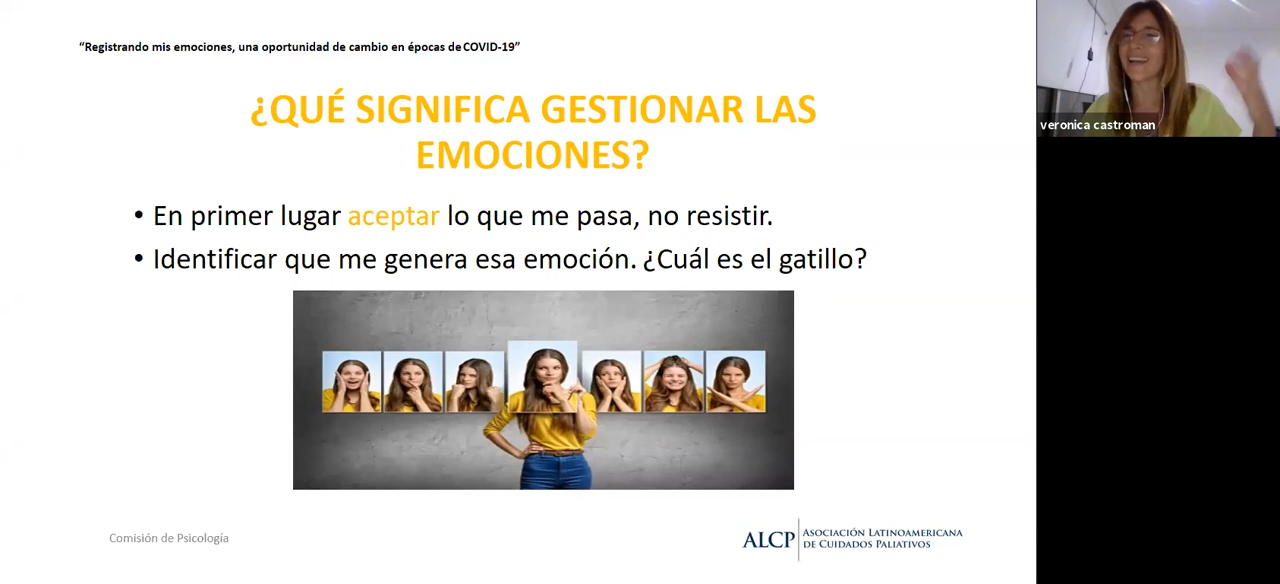 “Registrando mis emociones, una oportunidad de cambio en épocas de COVID-19”
veronica castroman
¿QUÉ SIGNIFICA GESTIONAR LAS
EMOCIONES?
• En primer lugar aceptar lo que me pasa, no resistir.
• Identificar que me genera esa emoción. ¿Cuál es el gatillo?
Comisión de Psicología
ALCP
ASOCIACIÓN LATINOAMERICANA
DE CUIDADOS PALIATIVOS